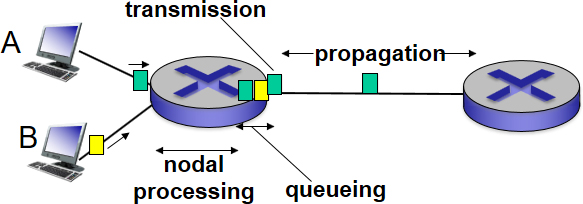 transmission
A
propagation
B
nodal
processing
queueing